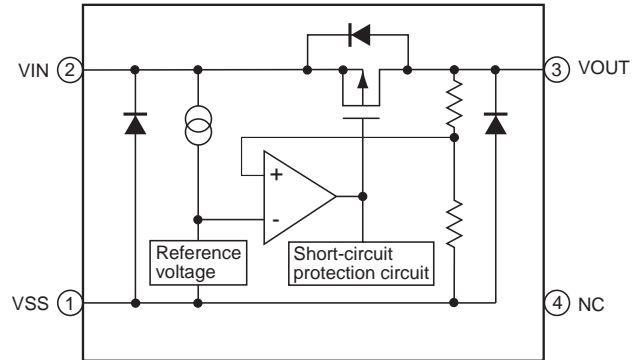 VIN 2
3 VOUT
+
-
Reference
voltage
Short-circuit
protection circuit
VSS 1
4 NC